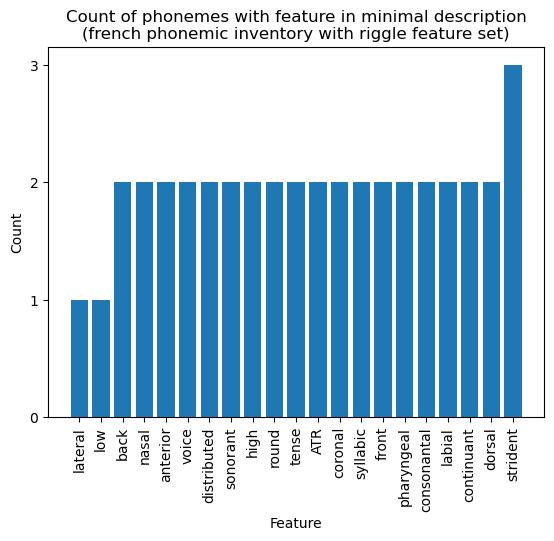 Count of phonemes with feature in minimal description
(french phonemic inventory with riggle feature set)
3
2
1
0
Count
lateral
low
back
nasal
anterior
voice
distributed
sonorant
high
round
tense
ATR
coronal
syllabic
front
pharyngeal
consonantal
labial
continuant
dorsal
strident
Feature